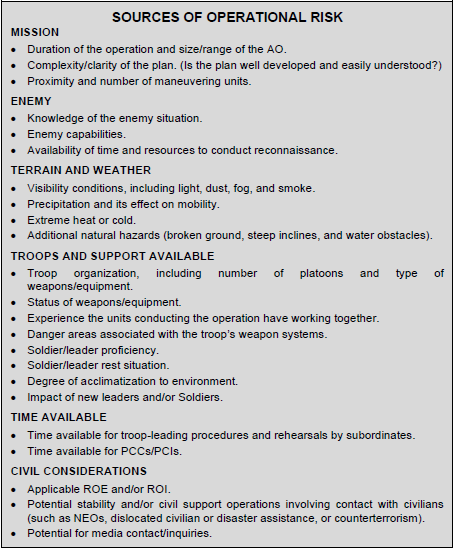 SOURCES OF OPERATIONAL RISK
MISSION
• Duration of the operation and size/range of the AO.
• Complexity/clarity of the plan. (Is the plan well developed and easily understood?)
• Proximity and number of maneuvering units.
ENEMY
• Knowledge of the enemy situation.
• Enemy capabilities.
• Availability of time and resources to conduct reconnaissance.
TERRAIN AND WEATHER
• Visibility conditions, including light, dust, fog, and smoke.
• Precipitation and its effect on mobility.
• Extreme heat or cold.
• Additional natural hazards (broken ground, steep inclines, and water obstacles).
TROOPS AND SUPPORT AVAILABLE
• Troop organization, including number of platoons and type of
weapons/equipment.
• Status of weapons/equipment.
• Experience the units conducting the operation have working together.
• Danger areas associated with the troop's weapon systems.
• Soldier/leader proficiency.
• Soldier/leader rest situation.
• Degree of acclimatization to environment.
• Impact of new leaders and/or Soldiers.
TIME AVAILABLE
• Time available for troop-leading procedures and rehearsals by subordinates.
• Time available for PCCs/PCIs.
CIVIL CONSIDERATIONS
• Applicable ROE and/or ROI.
• Potential stability and/or civil support operations involving contact with civilians
(such as NEOs, dislocated civilian or disaster assistance, or counterterrorism).
• Potential for media contact/inquiries.